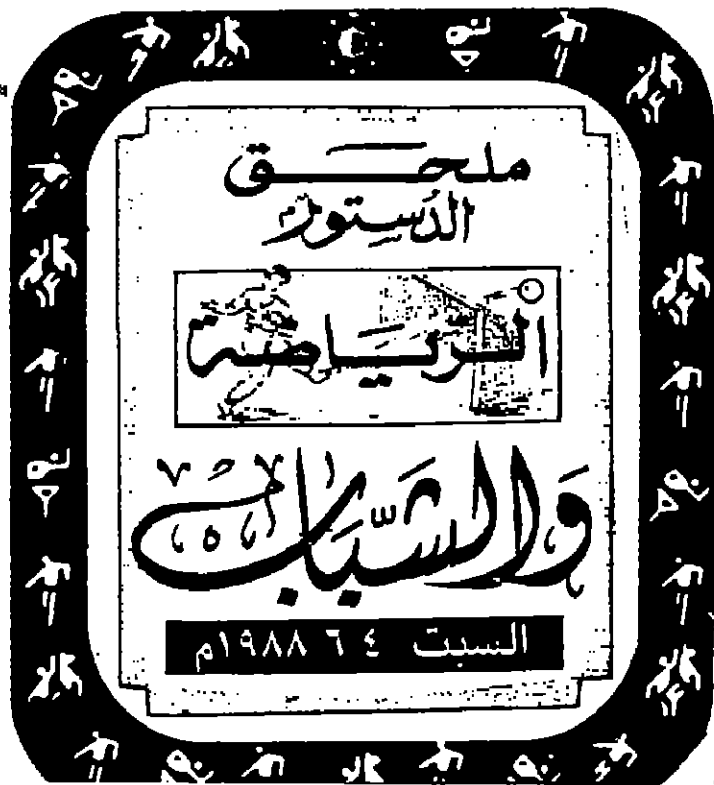 ملحق
الدستور
الرياضة
والشباب
السبت ٤ ٦ ١٩٨٨م